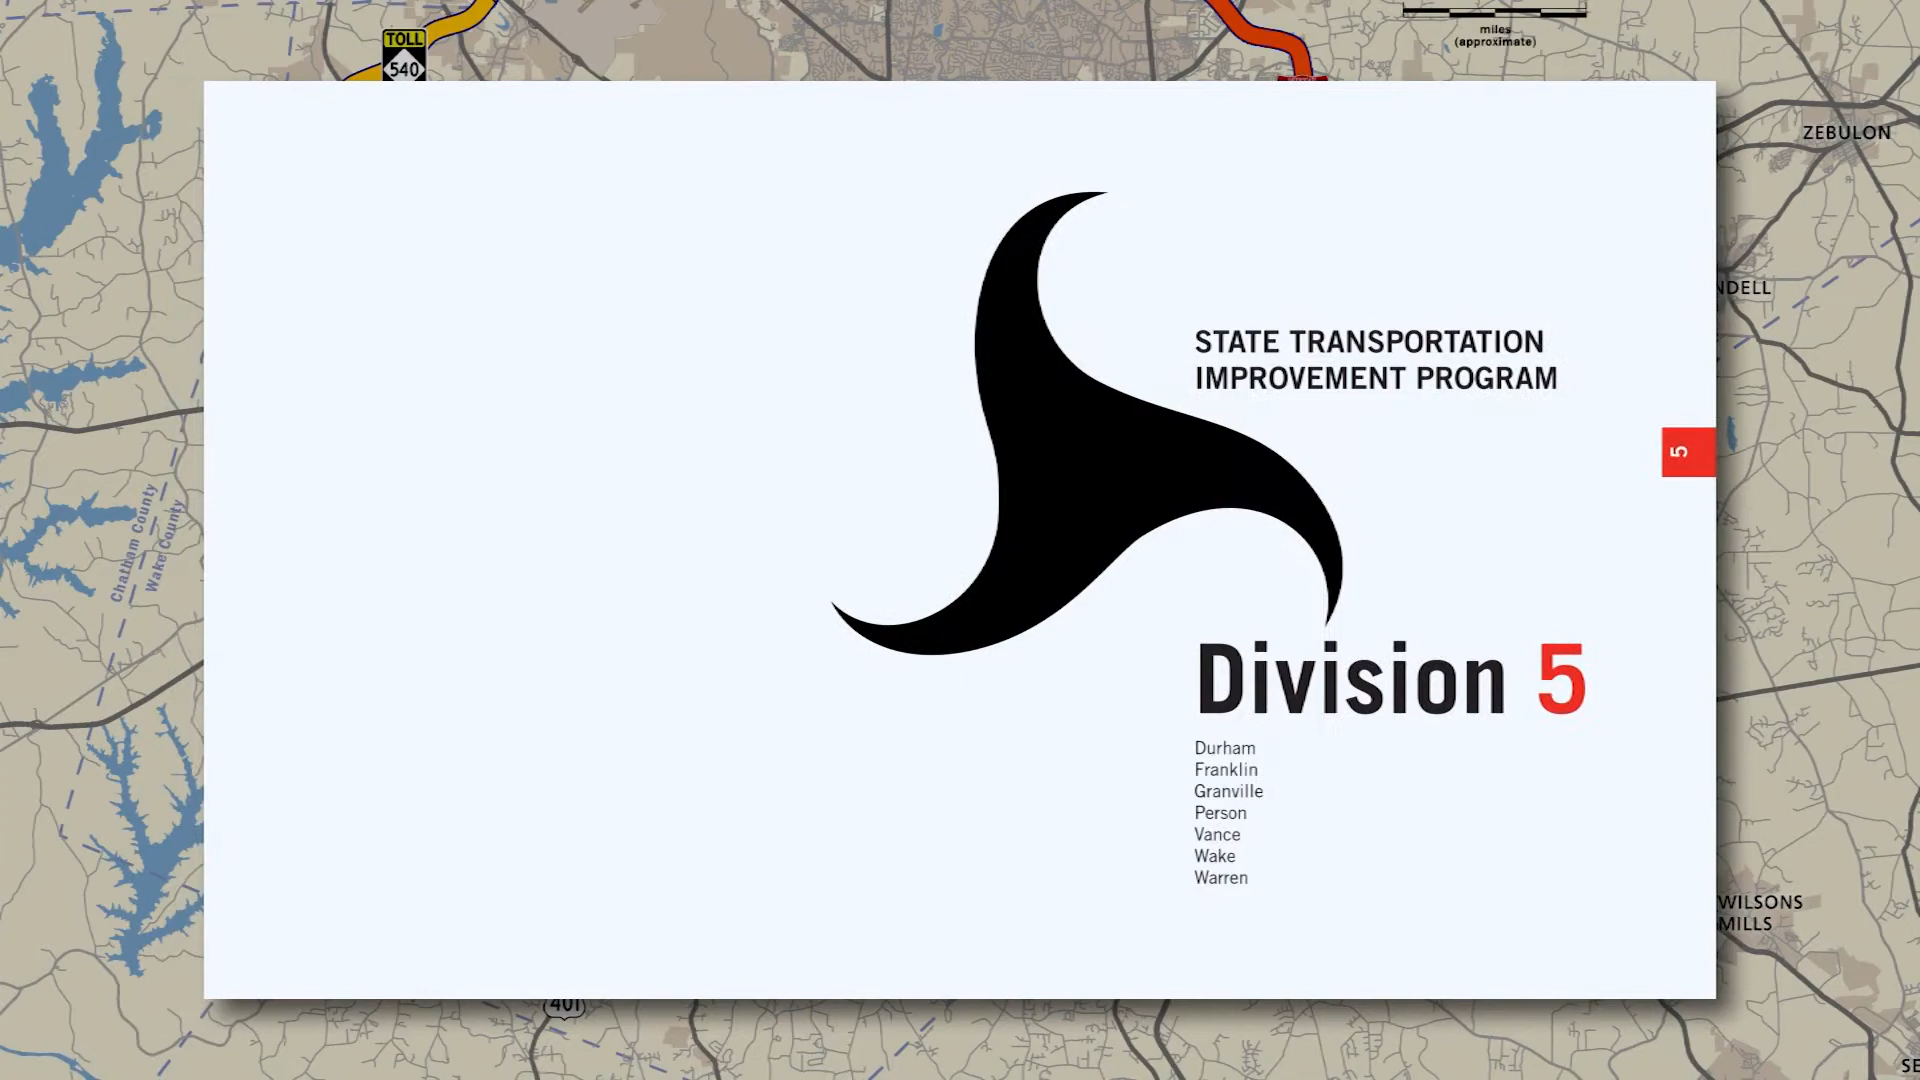 TOLL
540
miles
(approximate)
ZEBULON
NDELL
STATE TRANSPORTATION
IMPROVEMENT PROGRAM
5
Chatham County
Wake County
Division 5
Durham
Franklin
Granville
Person
Vance
Wake
Warren
WILSONS
MILLS
401
SE